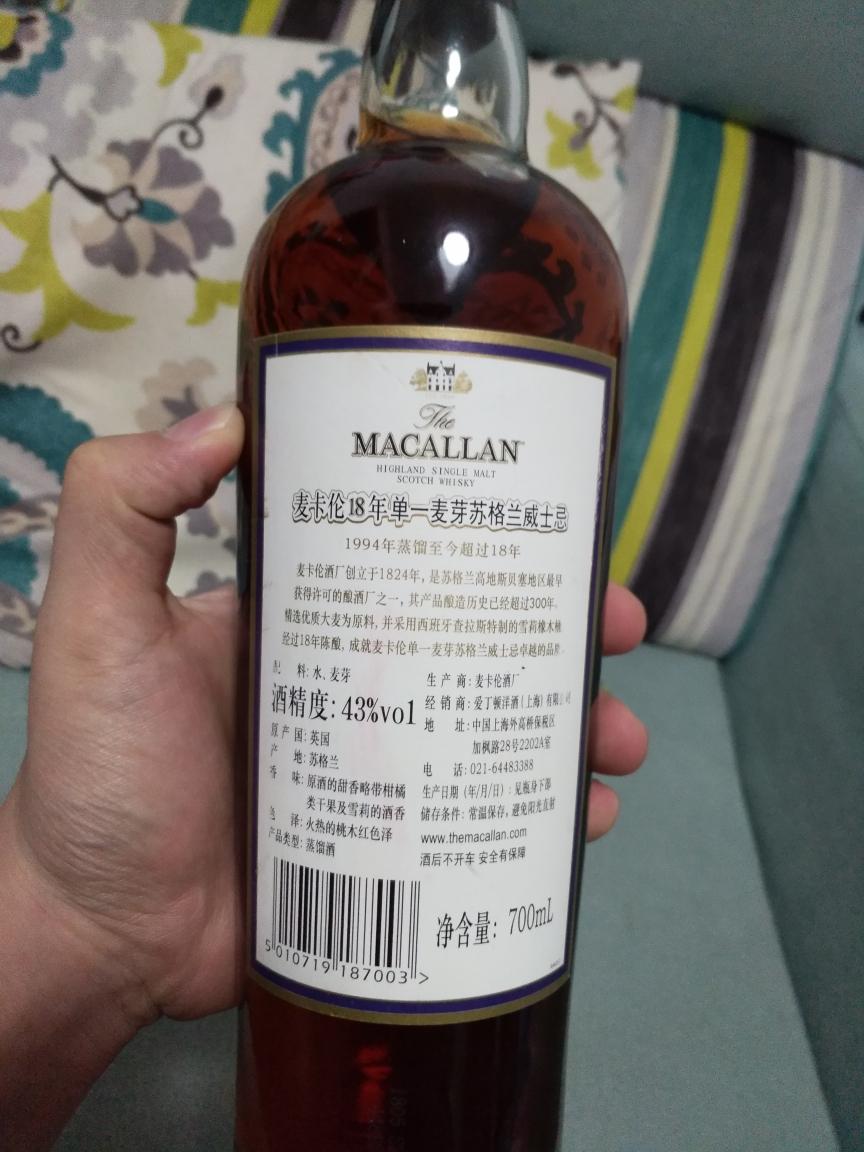 The
MACALLAN
HIGHLAND SINGLE MALT
SCOTCH WHISKY
麦卡伦18年单一麦芽苏格兰威士忌
1994年蒸馏至今超过18年
麦卡伦酒厂创立于1824年,是苏格兰高地斯贝塞地区最早
获得许可的酿酒厂之一,其产品酿造历史已经超过300年。
精选优质大麦为原料,并采用西班牙查拉斯特制的雪莉橡木桶
经过18年陈酿,成就麦卡伦单一麦芽苏格兰威士忌卓越的品质
配 料:水、麦芽
酒精度:43%vol
原产国:英国
产 地:苏格兰
香 味:原酒的甜香略带柑橘
类干果及雪莉的酒香
色 泽:火热的桃木红色泽
产品类型:蒸馏酒
生产商:麦卡伦酒厂
经销商:爱丁顿洋酒(上海)有限公司
地 址:中国上海外高桥保税区
加枫路28号2202A室
电 话:021-64483388
生产日期(年/月/日):见瓶身下部
储存条件:常温保存,避免阳光直射
www.themacallan.com
酒后不开车 安全有保障
净含量:700mL
5 010719 187003 >